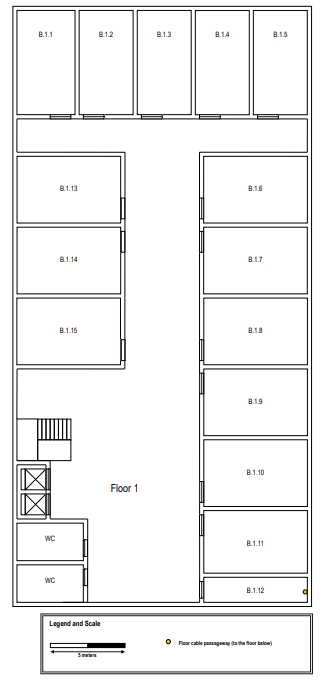 B.1.1 B.1.2 B.1.3 B.1.4 B.1.5
B.1.13 B.1.6
B.1.14 B.1.7
B.1.15 B.1.8
B.1.9
B.1.10
Floor 1
WC B.1.11
WC B.1.12
Legend and Scale
5 meters
Floor cable passageway (to the floor below)